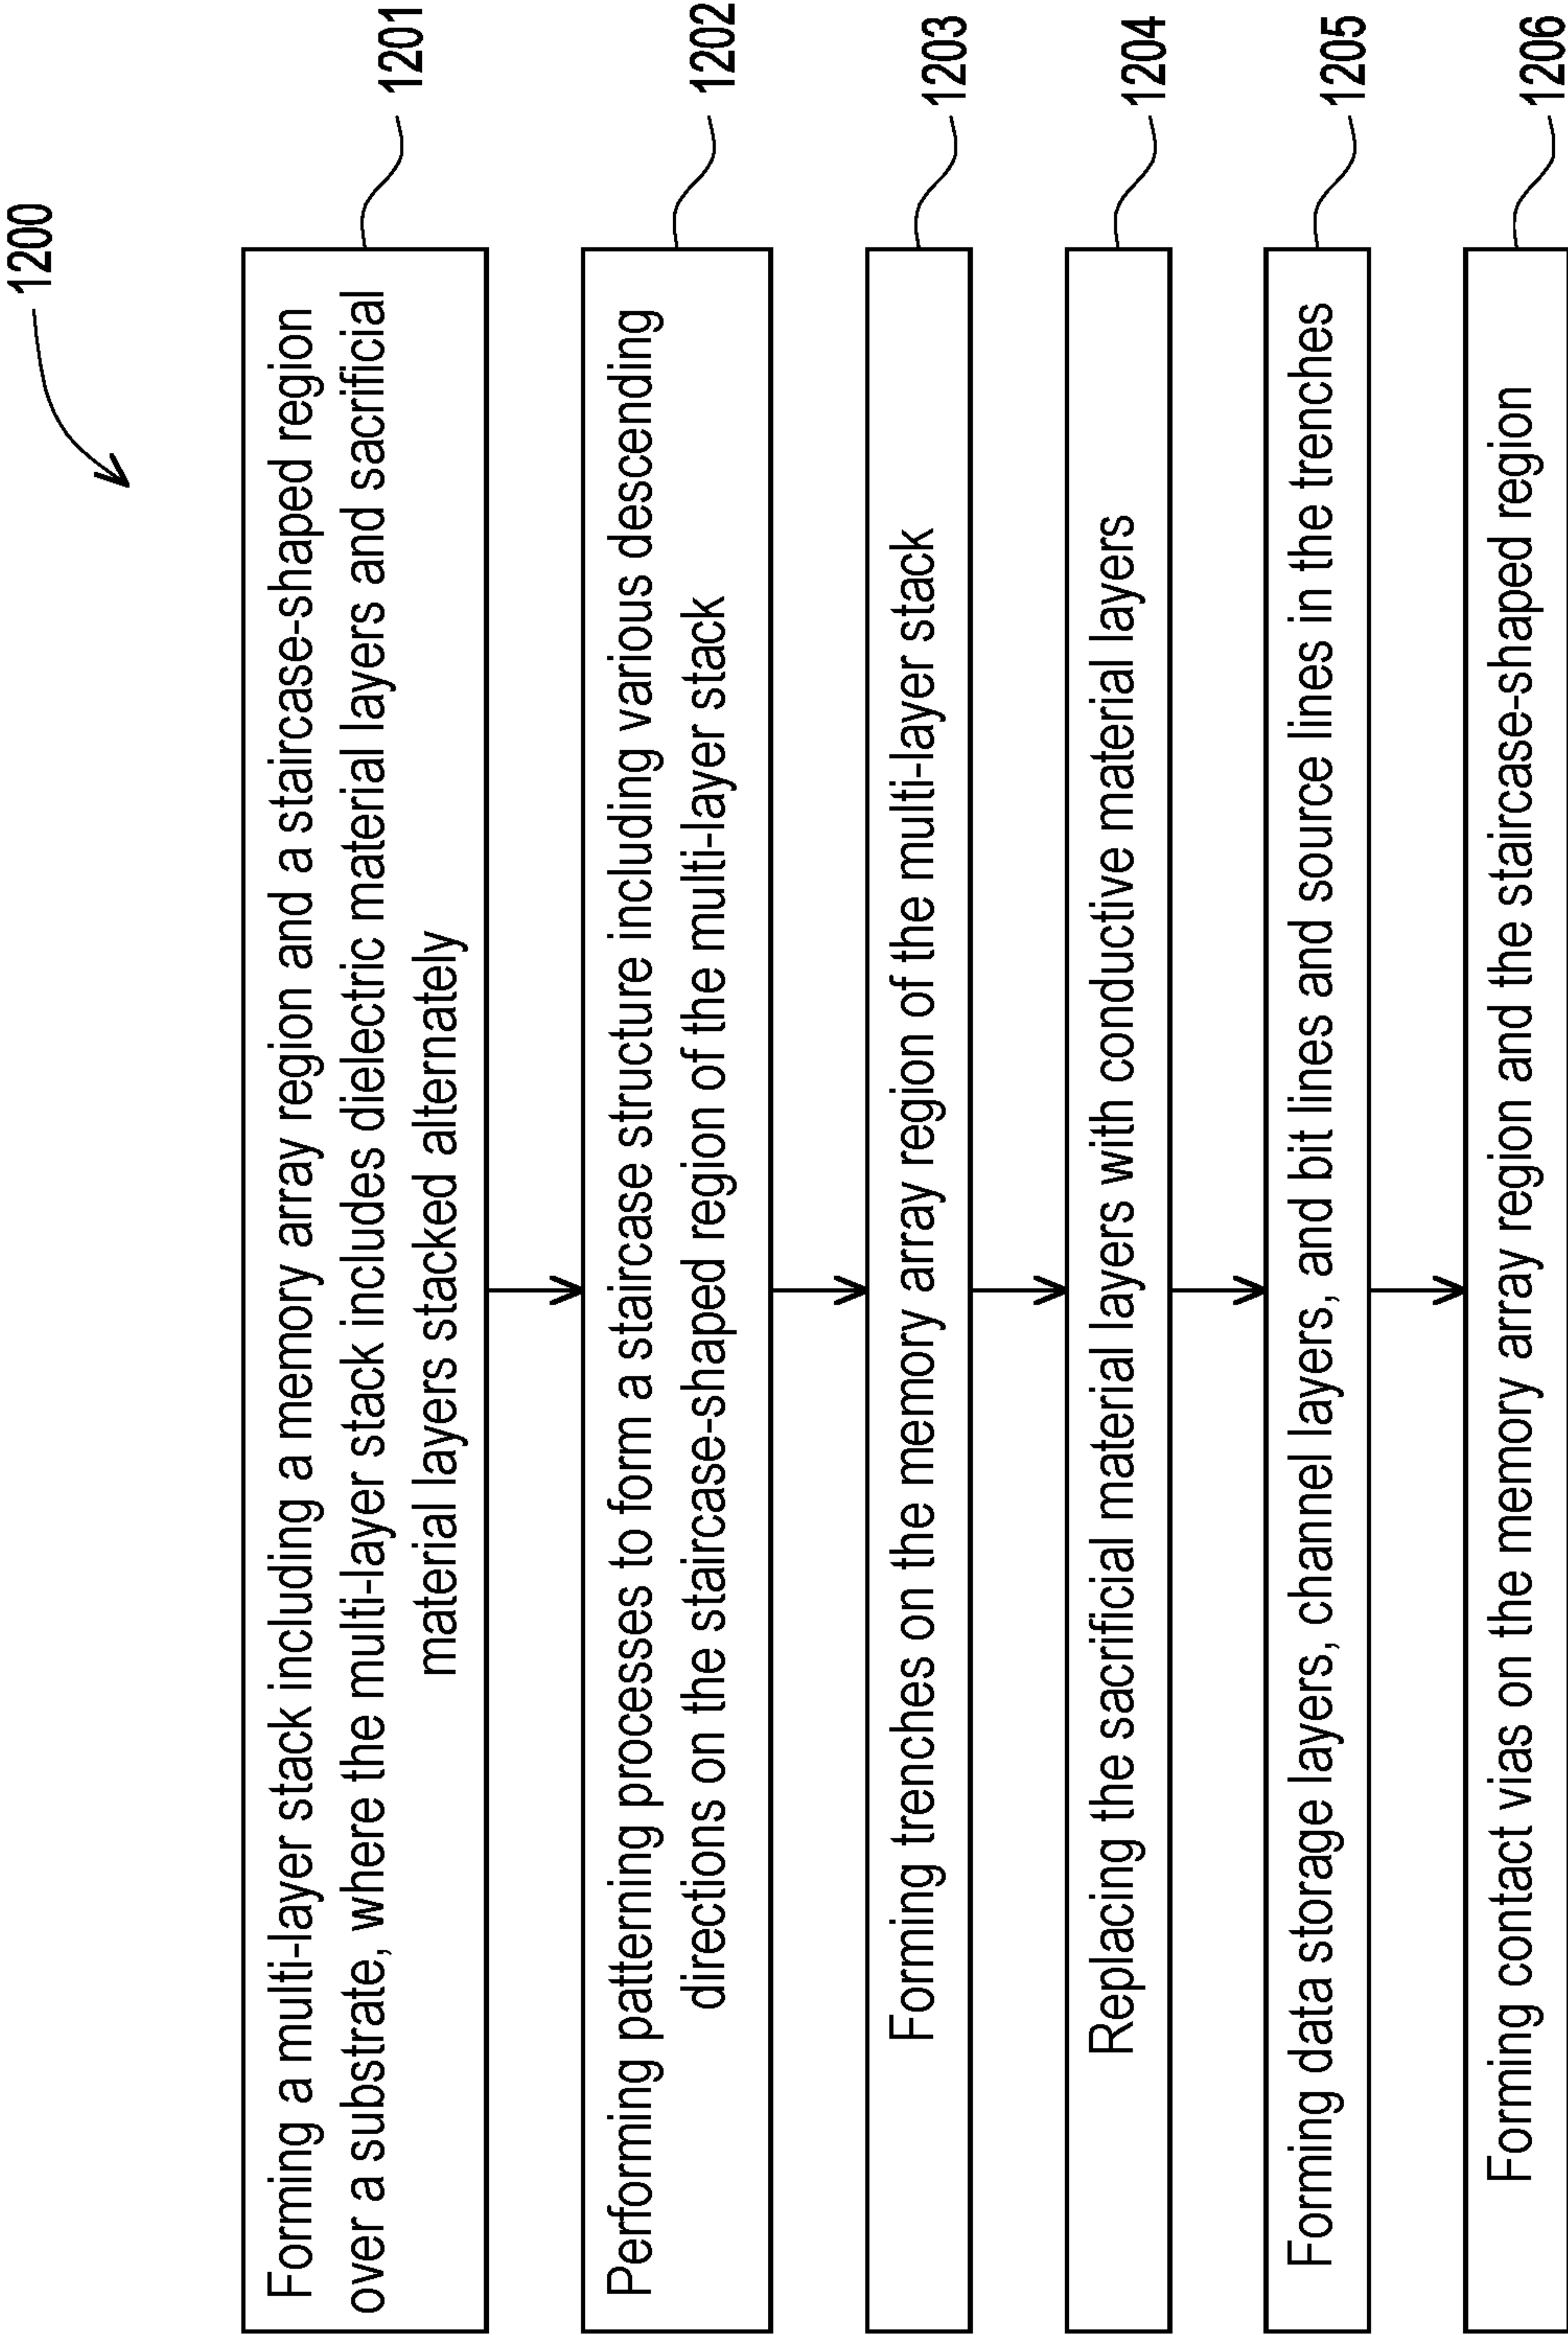 1200
Forming a multi-layer stack including a memory array region and a staircase-shaped region
over a substrate, where the multi-layer stack includes dielectric material layers and sacrificial
material layers stacked alternately
1201
Performing patterning processes to form a staircase structure including various descending
directions on the staircase-shaped region of the multi-layer stack
1202
Forming trenches on the memory array region of the multi-layer stack
1203
Replacing the sacrificial material layers with conductive material layers
1204
Forming data storage layers, channel layers, and bit lines and source lines in the trenches
1205
Forming contact vias on the memory array region and the staircase-shaped region
1206